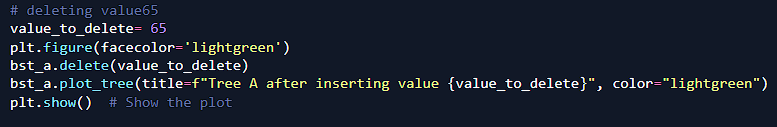 # deleting value65
value_to_delete= 65
plt.figure(facecolor='lightgreen')
bst_a.delete(value_to_delete)
bst_a.plot_tree(title=f"Tree A after inserting value {value_to_delete}", color="lightgreen")
plt.show()  # Show the plot